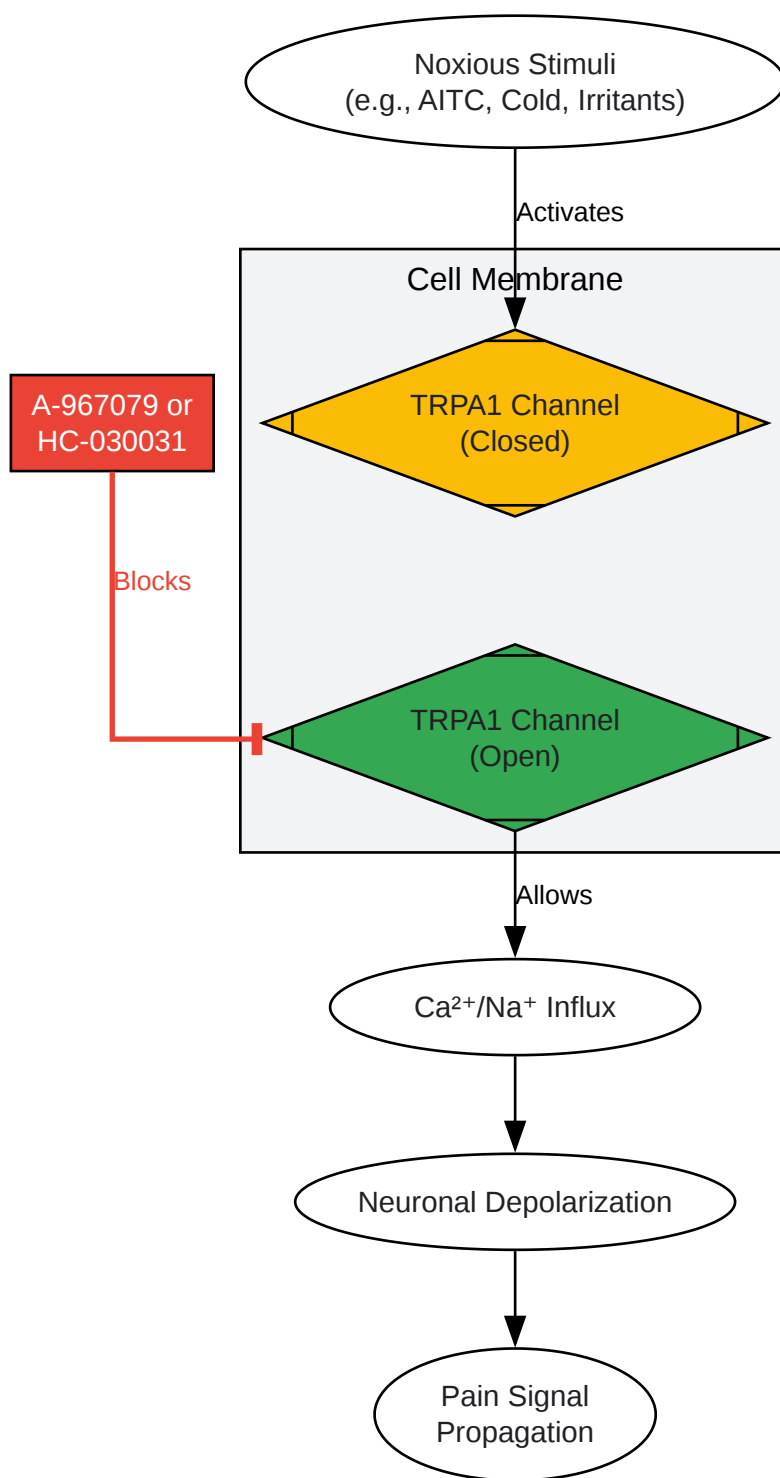 Noxious Stimuli
(e.g., AITC, Cold, Irritants)
Activates
Cell Membrane
A-967079 or
HC-030031
TRPA1 Channel
(Closed)
Blocks
TRPA1 Channel
(Open)
Allows
Ca²⁺/Na⁺ Influx
Neuronal Depolarization
Pain Signal
Propagation